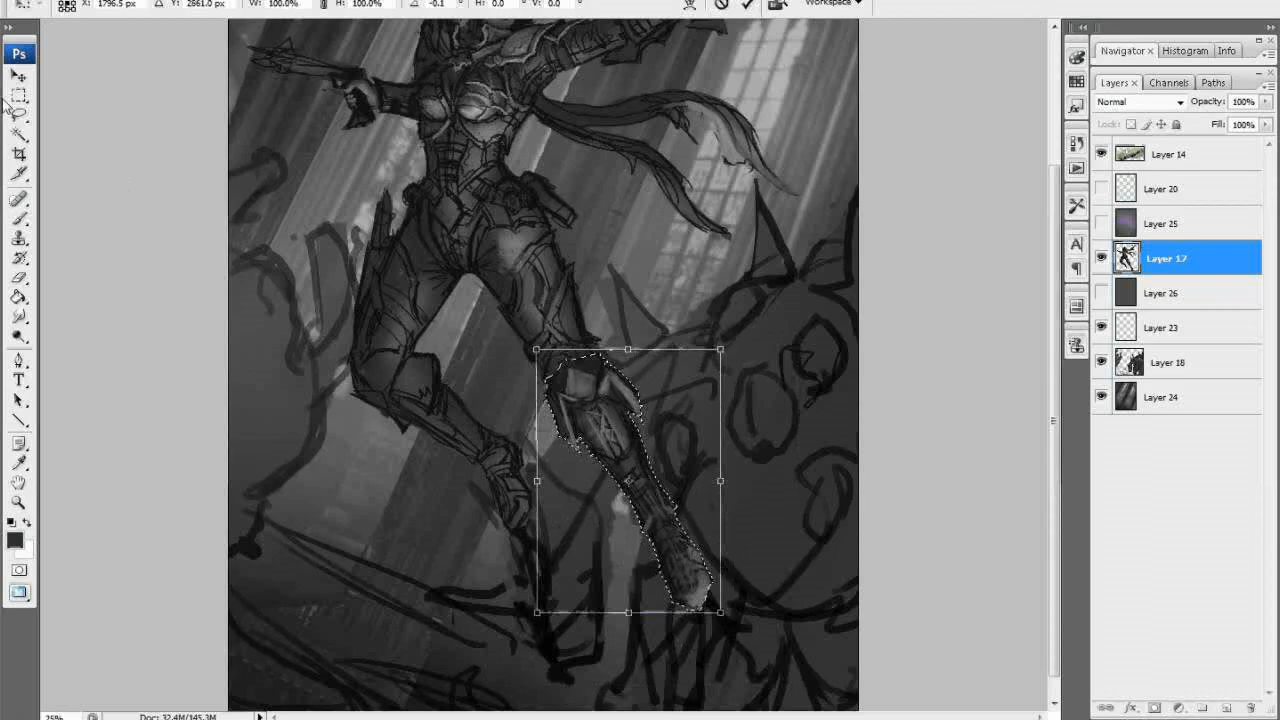 X: 1796.5 px Y: 2861.0 px W: 100.0% H: 100.0% -0.1 H: 0.0 V: 0.0 Workspace
Ps
Navigator × Histogram Info
Layers × Channels Paths
Normal Opacity: 100%
Lock: Fill: 100%
Layer 14
Layer 20
Layer 25
Layer 17
Layer 26
Layer 23
Layer 18
Layer 24
T
A
25% Doc: 32.4M/145.3M